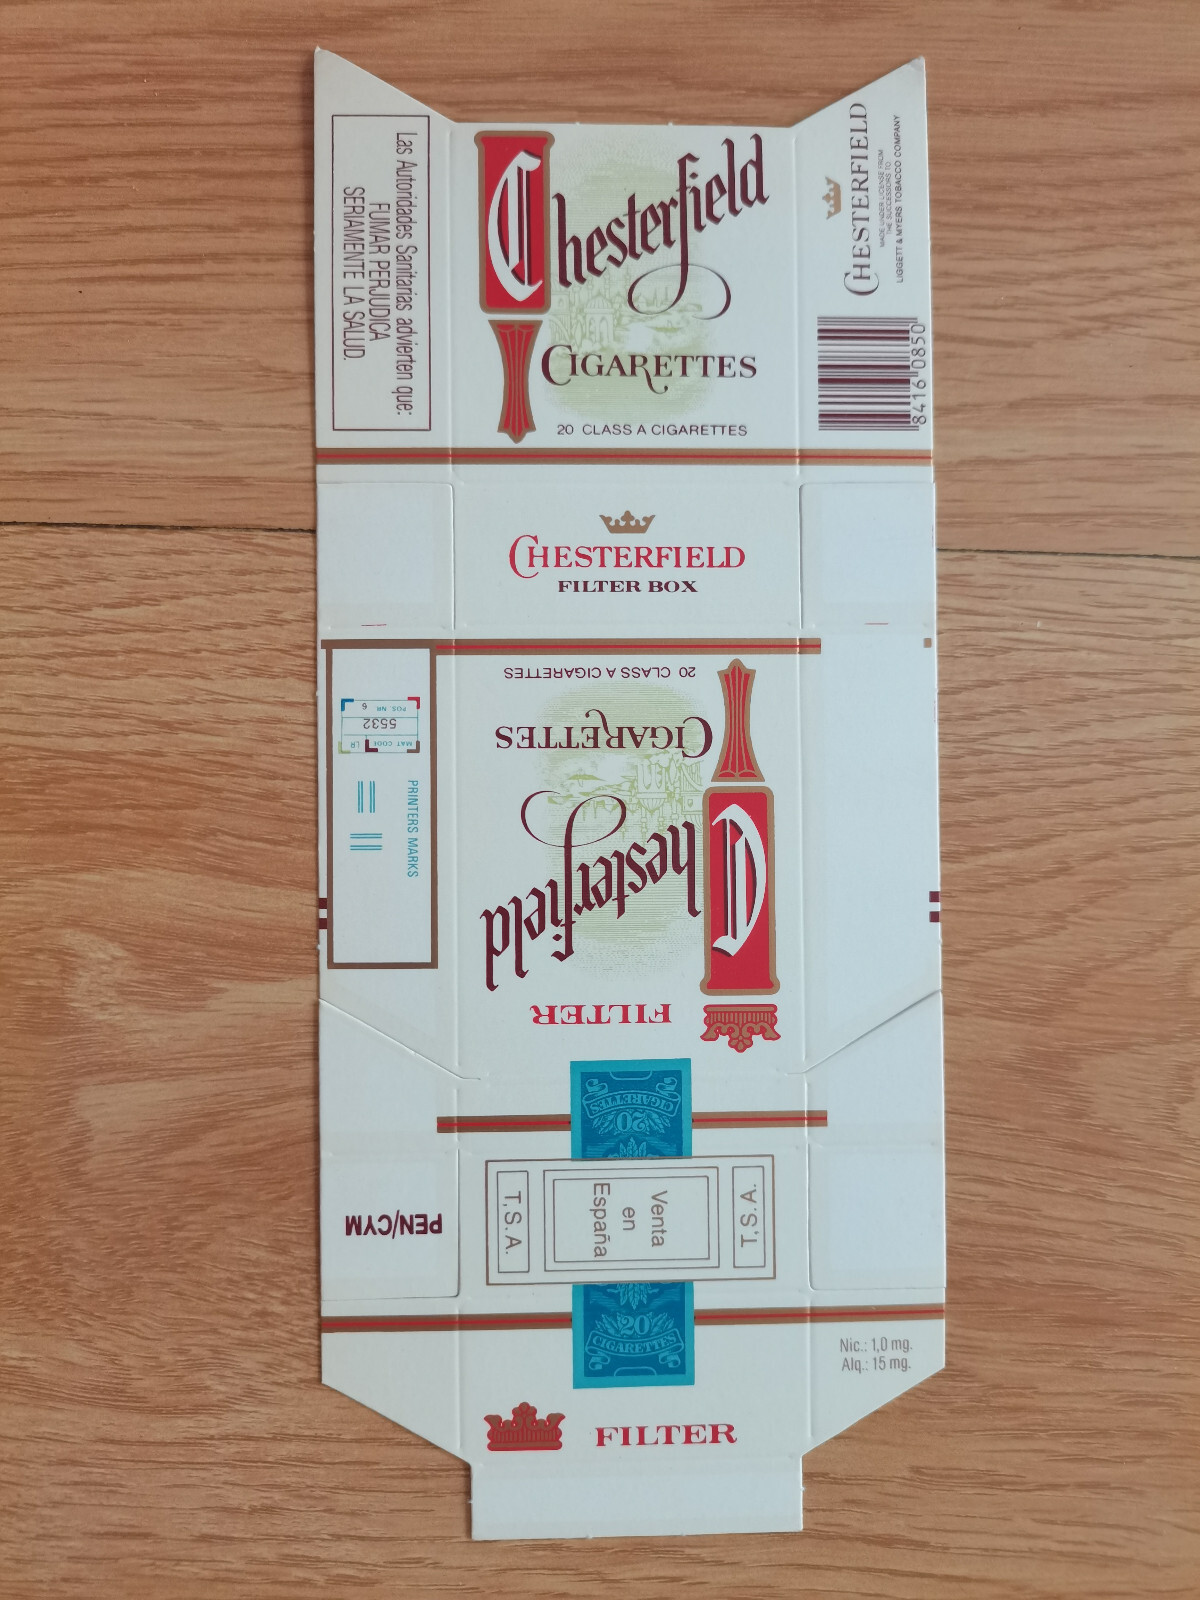 Las Autoridades Sanitarias advierten que:
FUMAR PERJUDICA
SERIAMENTE LA SALUD.
Chesterfield
CIGARETTES
20 CLASS A CIGARETTES
CHESTERFIELD
MADE UNDER LICENSE FROM
THE SUCCESSORS TO
LIGGETT & MYERS TOBACCO COMPANY
8416 0850
CHESTERFIELD
FILTER BOX
20 CLASS A CIGARETTES
CIGARETTES
Chesterfield
FILTER
MAT CODE LR
5532
POS. NR 6
PRINTERS MARKS
20
CIGARETTES
T,S.A.
Venta
en
España
T,S.A.
PEN/CYM
20
CIGARETTES
Nic.: 1,0 mg.
Alq.: 15 mg.
FILTER